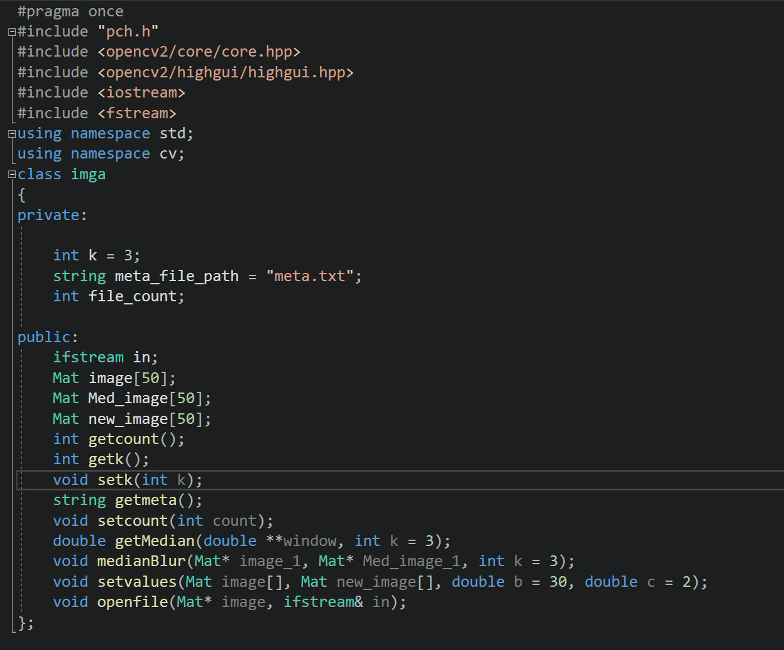 #pragma once
#include "pch.h"
#include <opencv2/core/core.hpp>
#include <opencv2/highgui/highgui.hpp>
#include <iostream>
#include <fstream>
using namespace std;
using namespace cv;
class imga
{
private:
int k = 3;
string meta_file_path = "meta.txt";
int file_count;
public:
ifstream in;
Mat image[50];
Mat Med_image[50];
Mat new_image[50];
int getcount();
int getk();
void setk(int k);
string getmeta();
void setcount(int count);
double getMedian(double **window, int k = 3);
void medianBlur(Mat* image_1, Mat* Med_image_1, int k = 3);
void setvalues(Mat image[], Mat new_image[], double b = 30, double c = 2);
void openfile(Mat* image, ifstream& in);
};